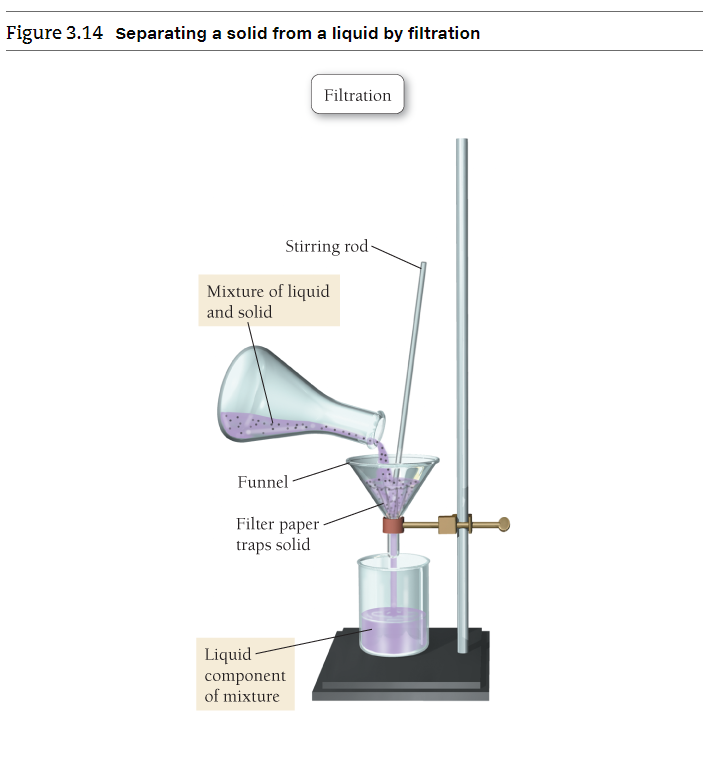 Figure 3.14 Separating a solid from a liquid by filtration
Filtration
Stirring rod
Mixture of liquid
and solid
Funnel
Filter paper
traps solid
Liquid
component
of mixture